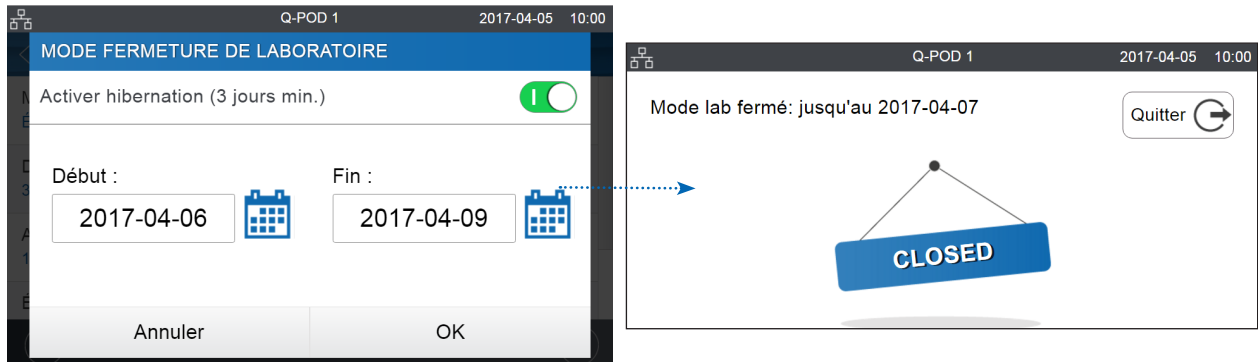 Q-POD 1 2017-04-05 10:00
MODE FERMETURE DE LABORATOIRE
Activer hibernation (3 jours min.)
Début : Fin :
2017-04-06 2017-04-09
Annuler OK
Q-POD 1 2017-04-05 10:00
Mode lab fermé: jusqu'au 2017-04-07
Quitter
CLOSED